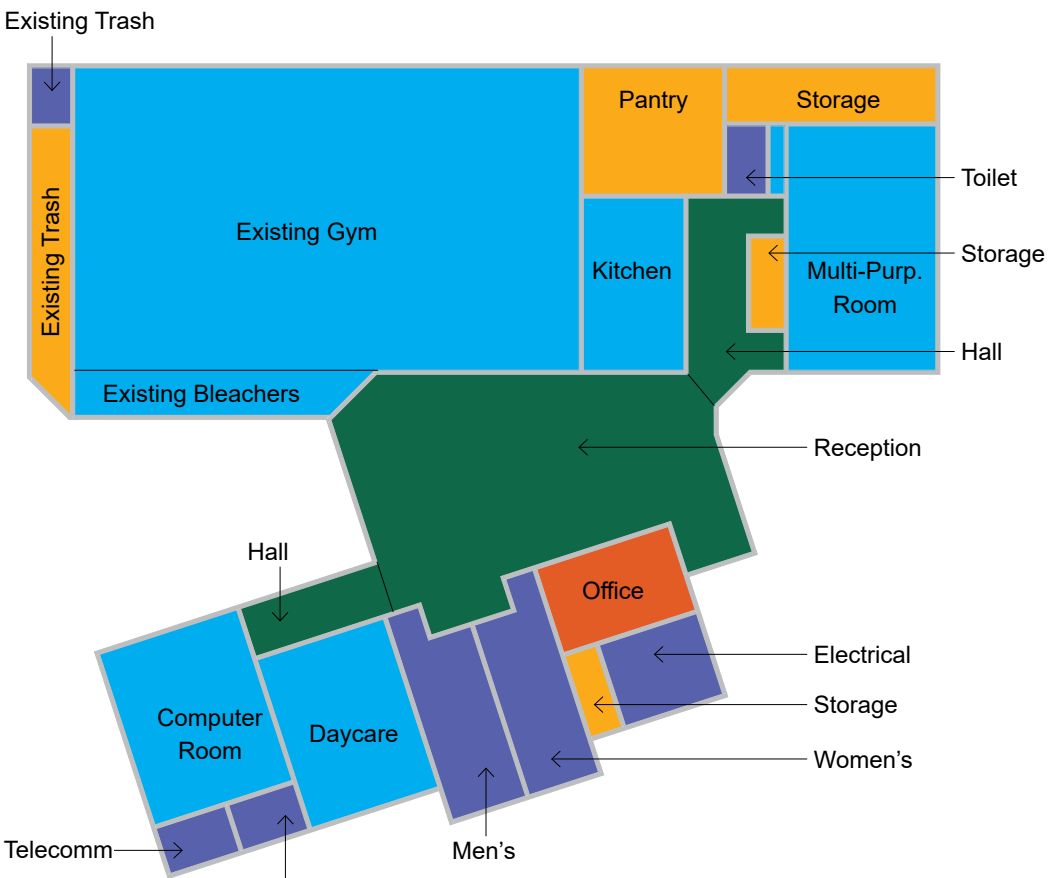 Existing Trash
Pantry
Storage
Toilet
Existing Trash
Existing Gym
Storage
Kitchen
Multi-Purp.
Room
Hall
Existing Bleachers
Reception
Hall
Office
Electrical
Storage
Computer
Room
Daycare
Women’s
Telecomm
Men’s